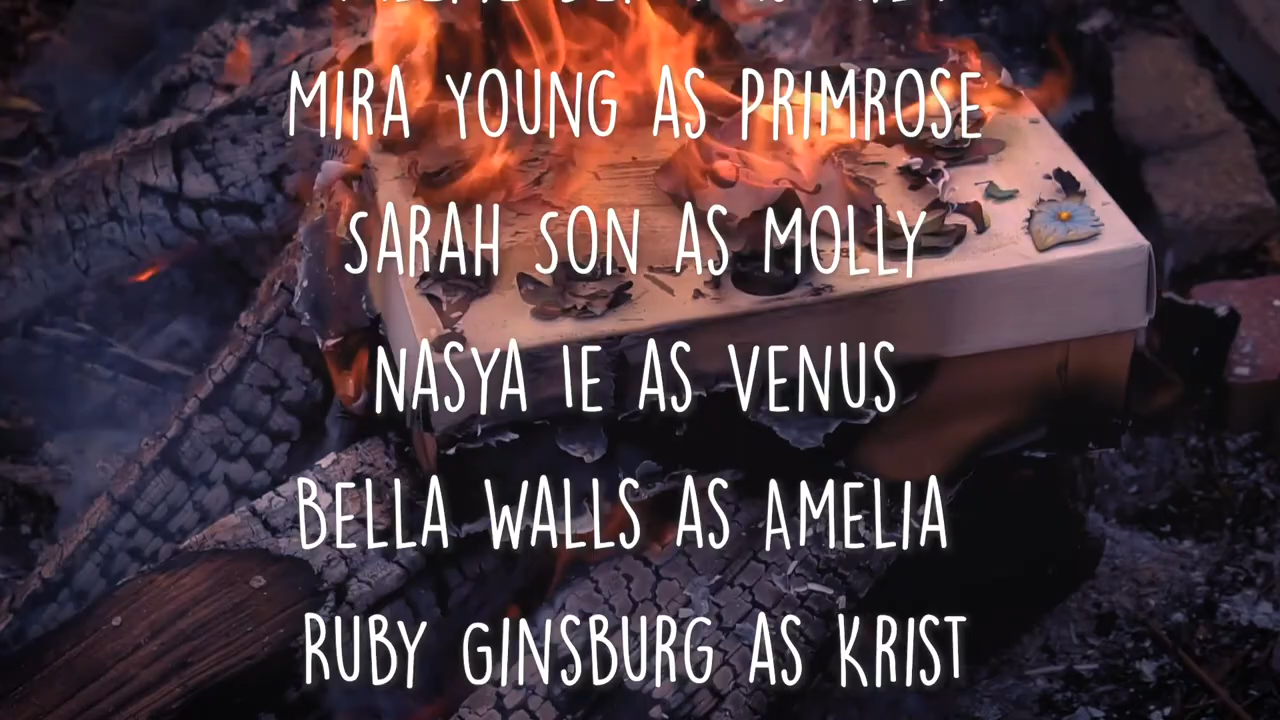 MIRA YOUNG AS PRIMROSE
SARAH SON AS MOLLY
NASYA IE AS VENUS
BELLA WALLS AS AMELIA
RUBY GINSBURG AS KRIST